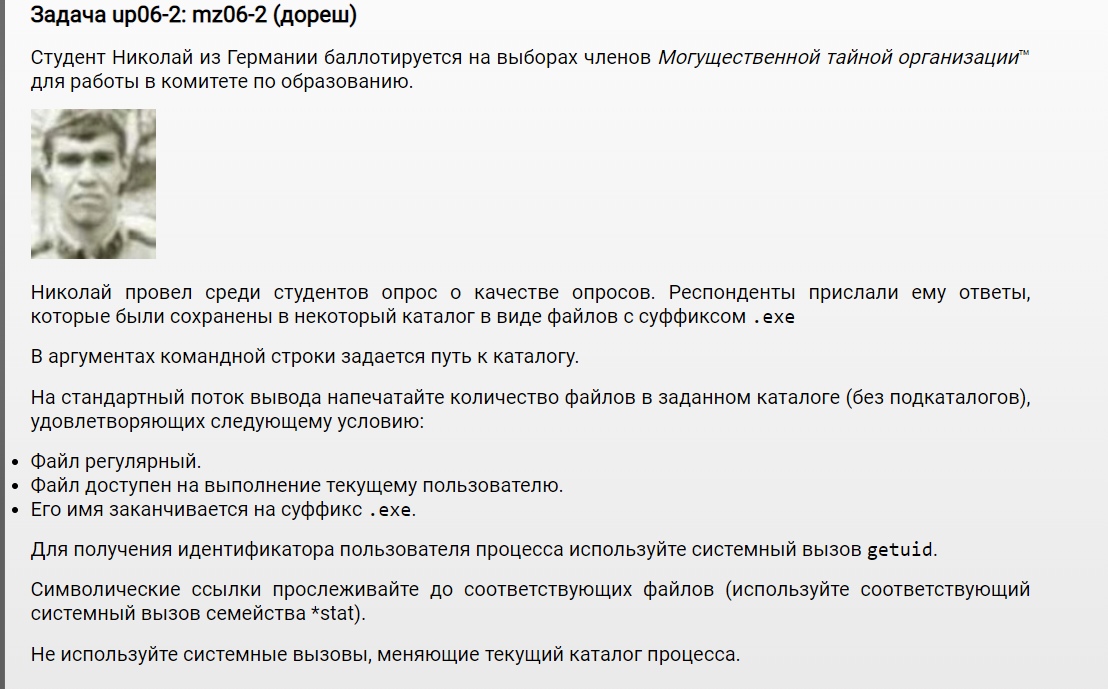 Задача up06-2: mz06-2 (дореш)
Студент Николай из Германии баллотируется на выборах членов Могущественной тайной организации™
для работы в комитете по образованию.
Николай провел среди студентов опрос о качестве опросов. Респонденты прислали ему ответы,
которые были сохранены в некоторый каталог в виде файлов с суффиксом .exe
В аргументах командной строки задается путь к каталогу.
На стандартный поток вывода напечатайте количество файлов в заданном каталоге (без подкаталогов),
удовлетворяющих следующему условию:
• Файл регулярный.
• Файл доступен на выполнение текущему пользователю.
• Его имя заканчивается на суффикс .exe.
Для получения идентификатора пользователя процесса используйте системный вызов getuid.
Символические ссылки прослеживайте до соответствующих файлов (используйте соответствующий
системный вызов семейства *stat).
Не используйте системные вызовы, меняющие текущий каталог процесса.